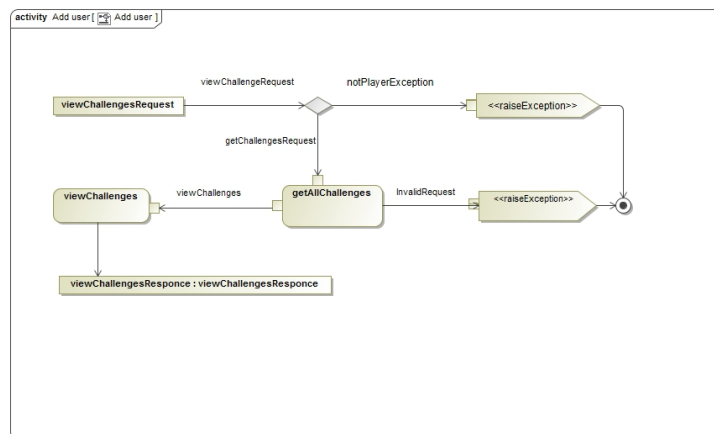 activity Add user [ Add user ]
viewChallengeRequest
notPlayerException
viewChallengesRequest
<<raiseException>>
getChallengesRequest
viewChallenges
viewChallenges
getAllChallenges
InvalidRequest
<<raiseException>>
viewChallengesResponce : viewChallengesResponce